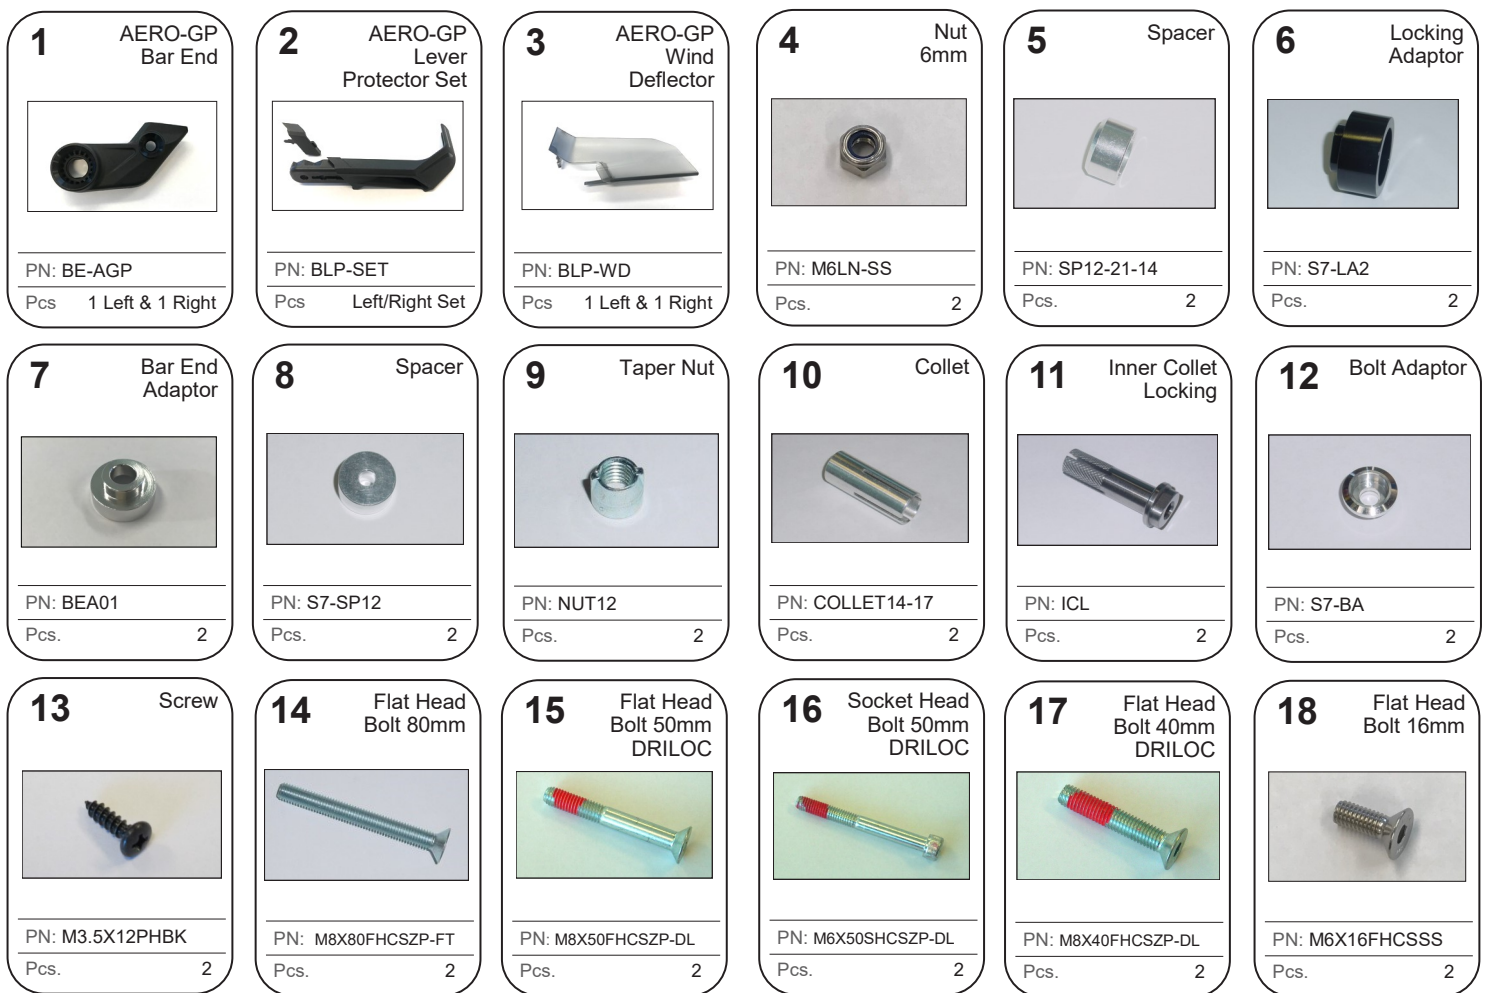 1
AERO-GP
Bar End
PN: BE-AGP
Pcs 1 Left & 1 Right
2
AERO-GP
Lever
Protector Set
PN: BLP-SET
Pcs Left/Right Set
3
AERO-GP
Wind
Deflector
PN: BLP-WD
Pcs 1 Left & 1 Right
4
Nut
6mm
PN: M6LN-SS
Pcs. 2
5
Spacer
PN: SP12-21-14
Pcs. 2
6
Locking
Adaptor
PN: S7-LA2
Pcs. 2
7
Bar End
Adaptor
PN: BEA01
Pcs. 2
8
Spacer
PN: S7-SP12
Pcs. 2
9
Taper Nut
PN: NUT12
Pcs. 2
10
Collet
PN: COLLET14-17
Pcs. 2
11
Inner Collet
Locking
PN: ICL
Pcs. 2
12
Bolt Adaptor
PN: S7-BA
Pcs. 2
13
Screw
PN: M3.5X12PHBK
Pcs. 2
14
Flat Head
Bolt 80mm
PN: M8X80FHCSZP-FT
Pcs. 2
15
Flat Head
Bolt 50mm
DRILOC
PN: M8X50FHCSZP-DL
Pcs. 2
16
Socket Head
Bolt 50mm
DRILOC
PN: M6X50SHCSZP-DL
Pcs. 2
17
Flat Head
Bolt 40mm
DRILOC
PN: M8X40FHCSZP-DL
Pcs. 2
18
Flat Head
Bolt 16mm
PN: M6X16FHCSSS
Pcs. 2